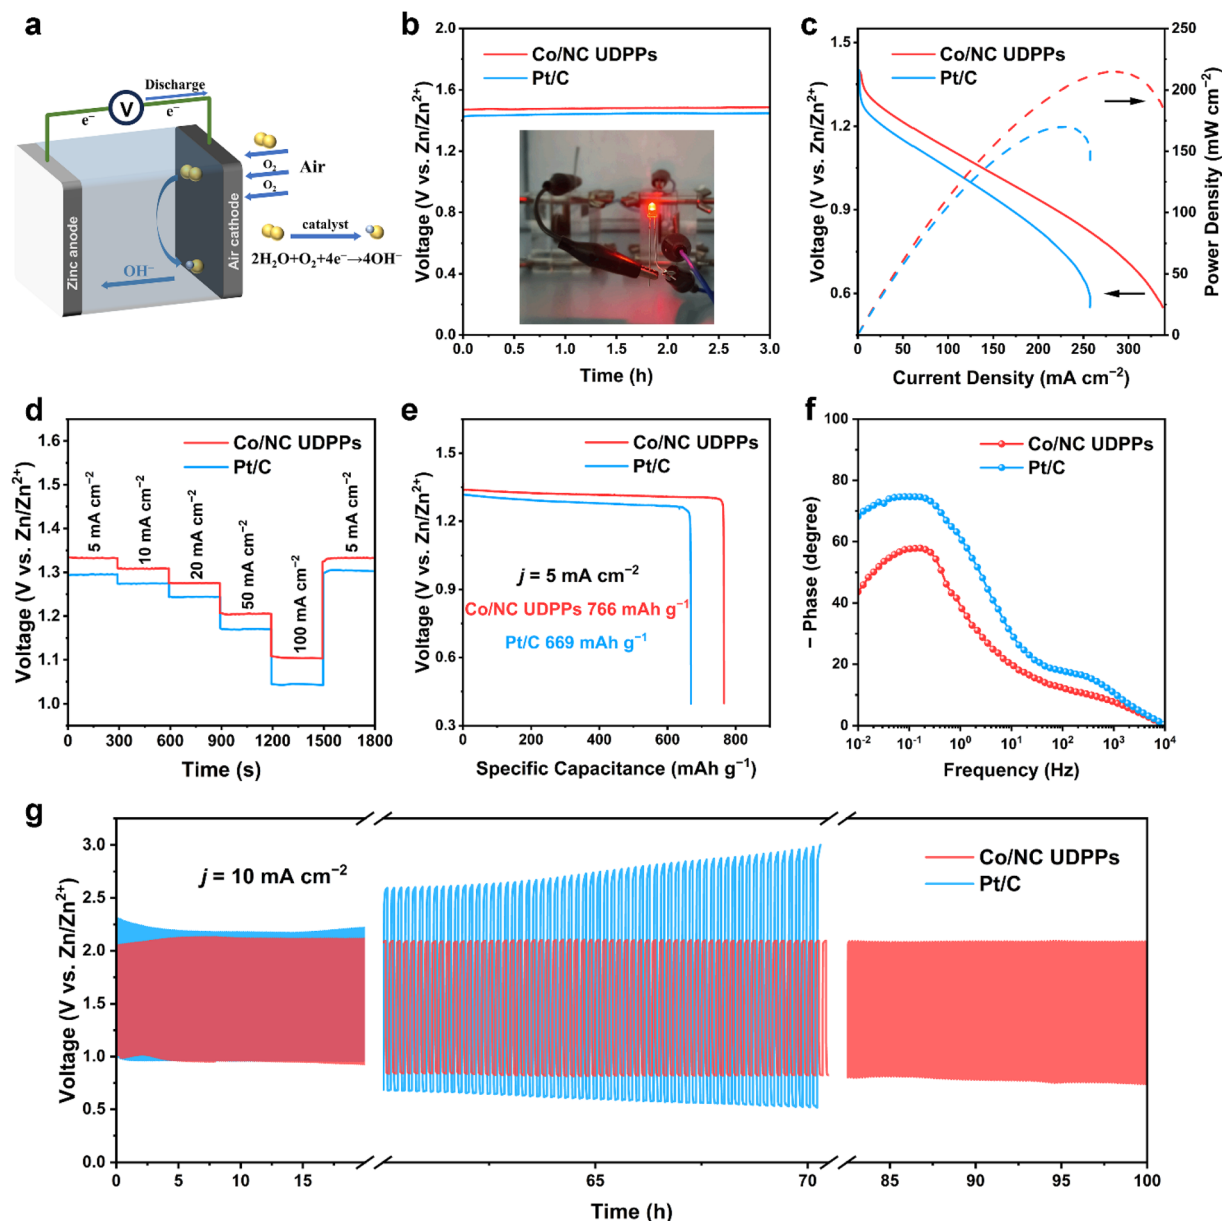 a
V
Discharge
e⁻
e⁻
O₂
O₂
Air
Zinc anode
Air cathode
OH⁻
catalyst
2H₂O+O₂+4e⁻→4OH⁻
b
Co/NC UDPPs
Pt/C
Voltage (V vs. Zn/Zn²⁺)
2.0
1.6
1.2
0.8
0.4
0.0
0.0 0.5 1.0 1.5 2.0 2.5 3.0
Time (h)
c
Co/NC UDPPs
Pt/C
Voltage (V vs. Zn/Zn²⁺)
1.5
1.2
0.9
0.6
250
200
150
100
50
0
Power Density (mW cm⁻²)
0 50 100 150 200 250 300
Current Density (mA cm⁻²)
d
Co/NC UDPPs
Pt/C
Voltage (V vs. Zn/Zn²⁺)
1.6
1.5
1.4
1.3
1.2
1.1
1.0
5 mA cm⁻²
10 mA cm⁻²
20 mA cm⁻²
50 mA cm⁻²
100 mA cm⁻²
5 mA cm⁻²
0 300 600 900 1200 1500 1800
Time (s)
e
Co/NC UDPPs
Pt/C
Voltage (V vs. Zn/Zn²⁺)
1.5
1.2
0.9
0.6
0.3
j = 5 mA cm⁻²
Co/NC UDPPs 766 mAh g⁻¹
Pt/C 669 mAh g⁻¹
0 200 400 600 800
Specific Capacitance (mAh g⁻¹)
f
Co/NC UDPPs
Pt/C
– Phase (degree)
100
80
60
40
20
0
10⁻² 10⁻¹ 10⁰ 10¹ 10² 10³ 10⁴
Frequency (Hz)
g
j = 10 mA cm⁻²
Co/NC UDPPs
Pt/C
Voltage (V vs. Zn/Zn²⁺)
3.0
2.5
2.0
1.5
1.0
0.5
0.0
0 5 10 15 65 70 85 90 95 100
Time (h)